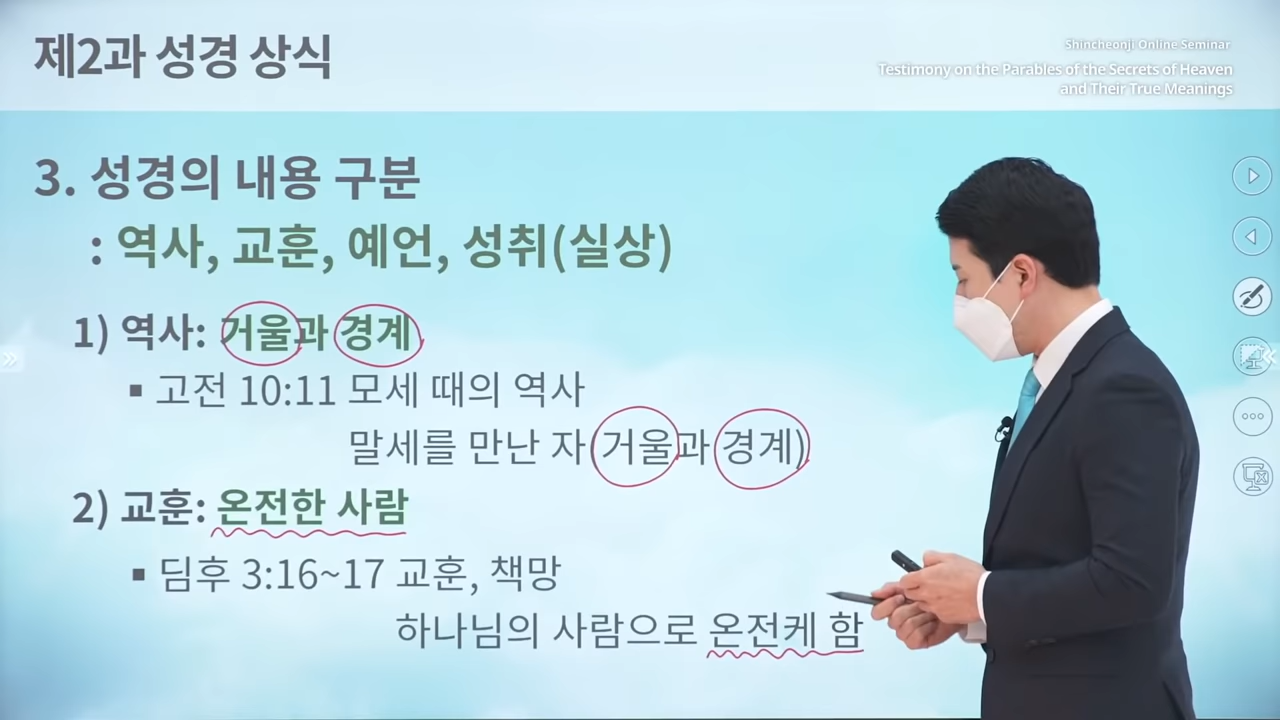 제2과 성경 상식
Shincheonji Online Seminar
Testimony on the Parables of the Secrets of Heaven
and Their True Meanings
3. 성경의 내용 구분
: 역사, 교훈, 예언, 성취(실상)
1) 역사: 거울과 경계
▪ 고전 10:11 모세 때의 역사
말세를 만난 자(거울과 경계)
2) 교훈: 온전한 사람
▪ 딤후 3:16~17 교훈, 책망
하나님의 사람으로 온전케 함